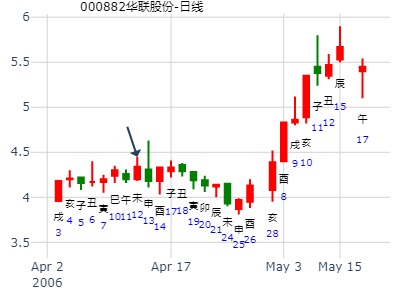 000882华联股份-日线
6
5.5
5
4.5
4
3.5
戌
3
亥
4
子
5
丑
6
寅
7
巳
10
午
11
未
12
申
13
酉
14
子
17
丑
18
寅
19
卯
20
辰
21
未
24
申
25
酉
26
亥
28
酉
8
戌
9
亥
10
子
11
丑
12
辰
15
午
17
Apr 2
2006
Apr 17
May 3
May 15